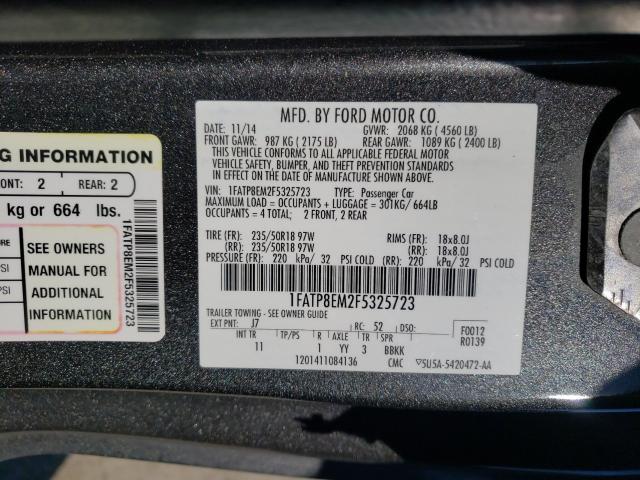 G INFORMATION
ONT: 2 REAR: 2
kg or 664 lbs.
SEE OWNERS
MANUAL FOR
ADDITIONAL
INFORMATION
PSI
PSI
1FATP8EM2F5325723
MFD. BY FORD MOTOR CO.
DATE: 11/14 GVWR: 2068 KG ( 4560 LB)
FRONT GAWR: 987 KG ( 2175 LB) REAR GAWR: 1089 KG ( 2400 LB)
THIS VEHICLE CONFORMS TO ALL APPLICABLE FEDERAL MOTOR
VEHICLE SAFETY, BUMPER, AND THEFT PREVENTION STANDARDS IN
EFFECT ON THE DATE OF MANUFACTURE SHOWN ABOVE.
VIN: 1FATP8EM2F5325723 TYPE: Passenger Car
MAXIMUM LOAD = OCCUPANTS + LUGGAGE = 301KG/ 664LB
OCCUPANTS = 4 TOTAL; 2 FRONT, 2 REAR
TIRE (FR): 235/50R18 97W RIMS (FR): 18x8.0J
(RR): 235/50R18 97W (RR): 18x8.0J
PRESSURE (FR): 220 kPa/ 32 PSI COLD (RR): 220 kPa/ 32 PSI COLD
1FATP8EM2F5325723
TRAILER TOWING - SEE OWNER GUIDE
EXT PNT: J7 RC: 52 DSO: F0012
R0139
INT TR TP/PS R AXLE TR SPR
11 1 YY 3 BBKK
1201411084136 CMC ▽5U5A-5420472-AA